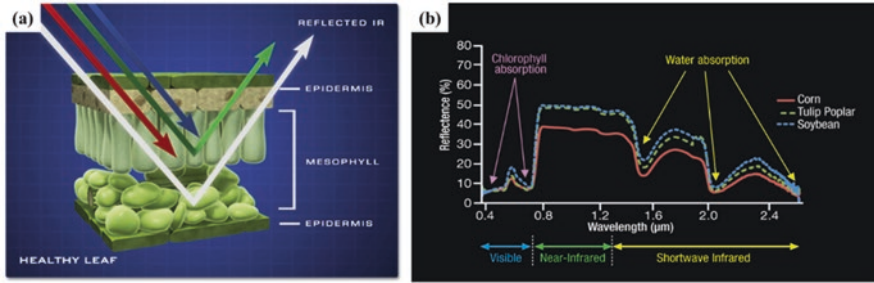 (a)
REFLECTED IR
EPIDERMIS
MESOPHYLL
EPIDERMIS
HEALTHY LEAF
(b)
80
70
60
50
40
30
20
10
0
Reflectance (%)
Chlorophyll
absorption
Water absorption
Corn
Tulip Poplar
Soybean
0.4
0.8
1.2
1.6
2.0
2.4
Wavelength (μm)
Visible
Near-Infrared
Shortwave Infrared